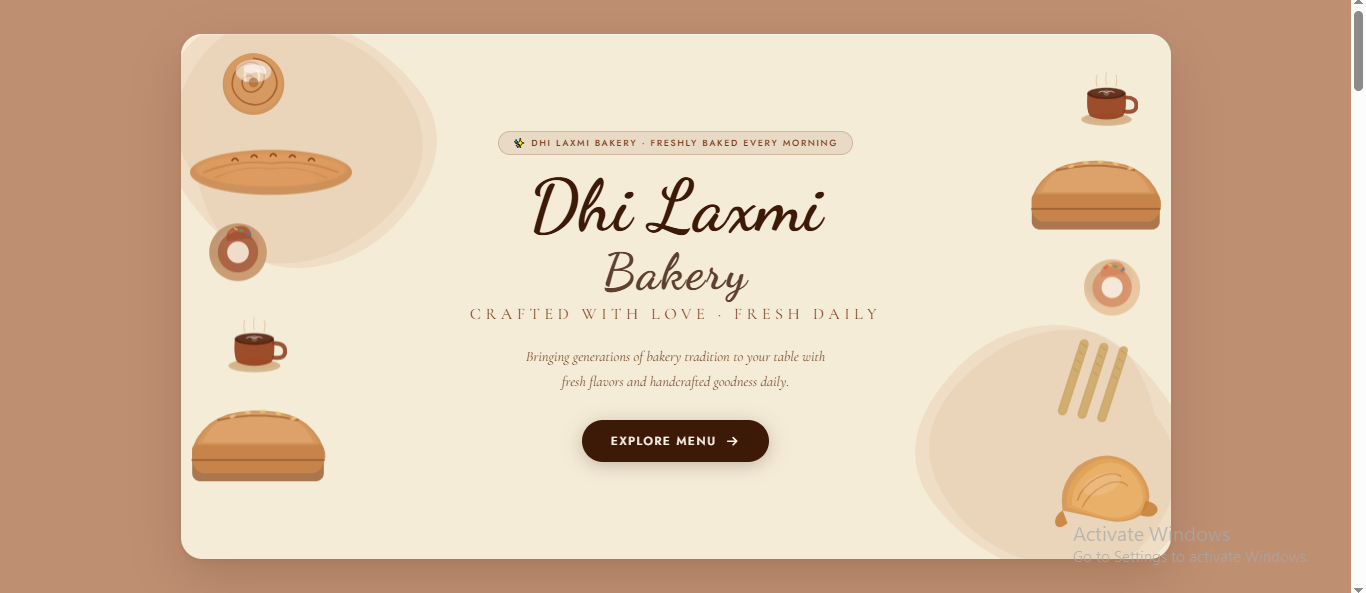 ✨ DHI LAXMI BAKERY · FRESHLY BAKED EVERY MORNING
Dhi Laxmi
Bakery
CRAFTED WITH LOVE · FRESH DAILY
Bringing generations of bakery tradition to your table with
fresh flavors and handcrafted goodness daily.
EXPLORE MENU →
Activate Windows
Go to Settings to activate Windows.